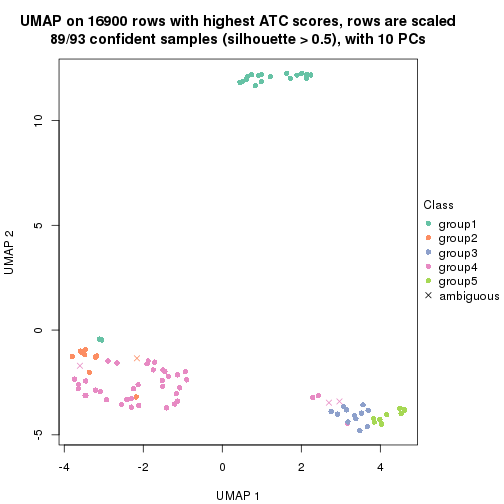 UMAP on 16900 rows with highest ATC scores, rows are scaled
89/93 confident samples (silhouette > 0.5), with 10 PCs
UMAP 2
10
5
0
-5
-4
-2
0
2
4
UMAP 1
Class
group1
group2
group3
group4
group5
ambiguous